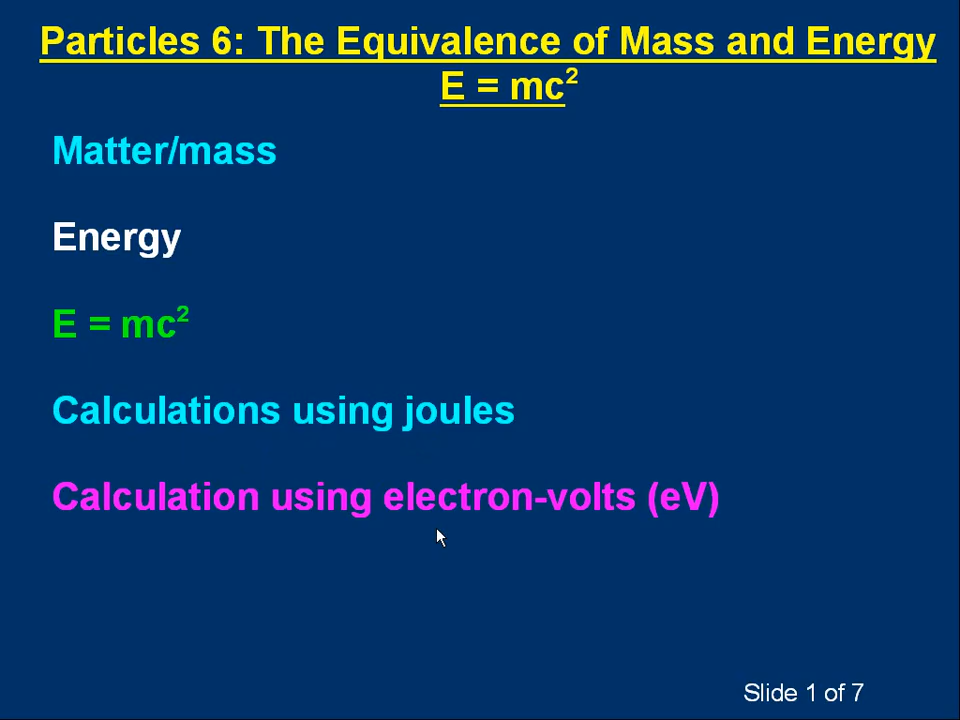 Particles 6: The Equivalence of Mass and Energy
E = mc²
Matter/mass
Energy
E = mc²
Calculations using joules
Calculation using electron-volts (eV)
Slide 1 of 7